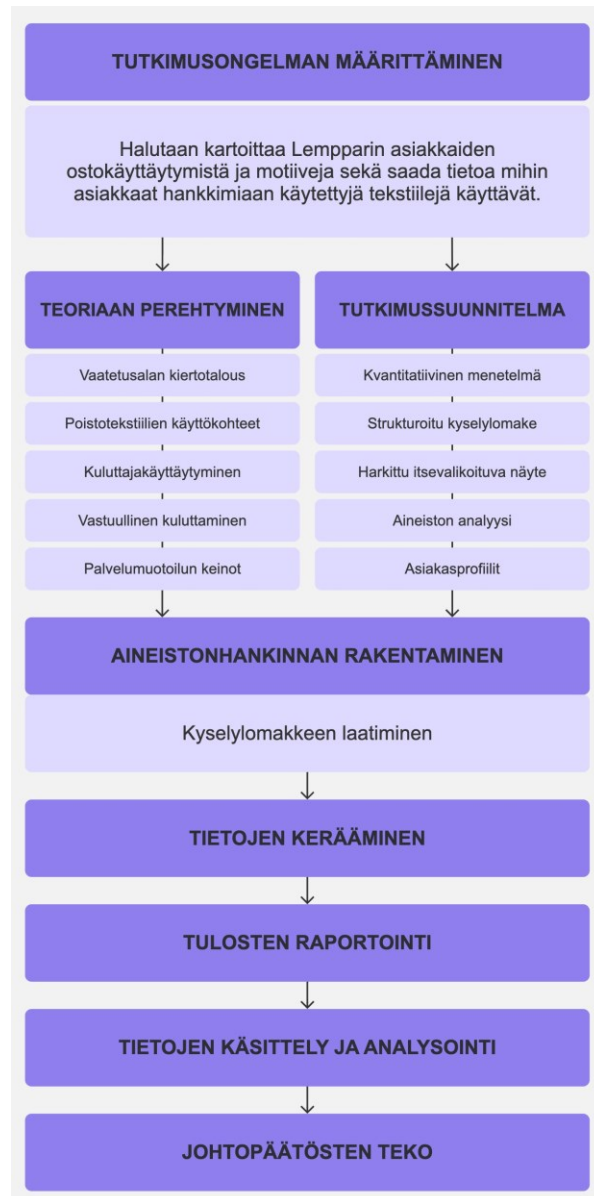 TUTKIMUSONGELMAN MÄÄRITTÄMINEN
Halutaan kartoittaa Lempparin asiakkaiden
ostokäyttäytymistä ja motiiveja sekä saada tietoa mihin
asiakkaat hankkimiaan käytettyjä tekstiilejä käyttävät.
TEORIAAN PEREHTYMINEN
Vaatetusalan kiertotalous
Poistotekstiilien käyttökohteet
Kuluttajakäyttäytyminen
Vastuullinen kuluttaminen
Palvelumuotoilun keinot
TUTKIMUSSUUNNITELMA
Kvantitatiivinen menetelmä
Strukturoitu kyselylomake
Harkittu itsevalikoituva näyte
Aineiston analyysi
Asiakasprofiilit
AINEISTONHANKINNAN RAKENTAMINEN
Kyselylomakkeen laatiminen
TIETOJEN KERÄÄMINEN
TULOSTEN RAPORTOINTI
TIETOJEN KÄSITTELY JA ANALYSOINTI
JOHTOPÄÄTÖSTEN TEKO